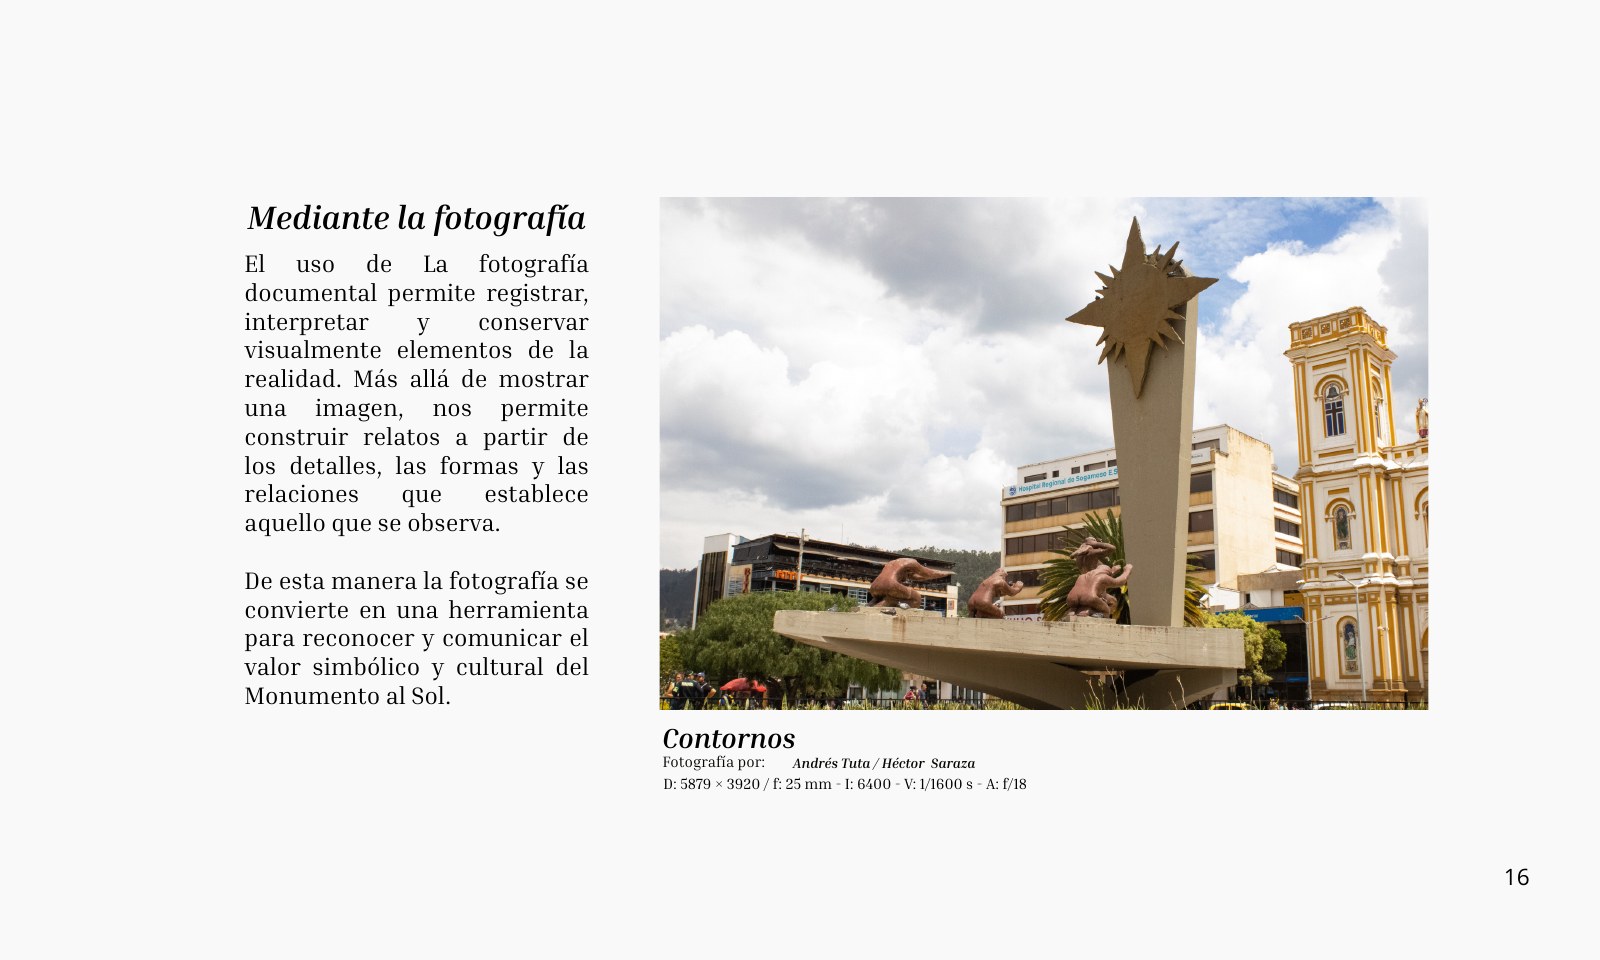 Mediante la fotografía
El uso de La fotografía
documental permite registrar,
interpretar y conservar
visualmente elementos de la
realidad. Más allá de mostrar
una imagen, nos permite
construir relatos a partir de
los detalles, las formas y las
relaciones que establece
aquello que se observa.
De esta manera la fotografía se
convierte en una herramienta
para reconocer y comunicar el
valor simbólico y cultural del
Monumento al Sol.
Hospital Regional de Sogamoso E.S
Contornos
Fotografía por: Andrés Tuta / Héctor Saraza
D: 5879 × 3920 / f: 25 mm - I: 6400 - V: 1/1600 s - A: f/18
16